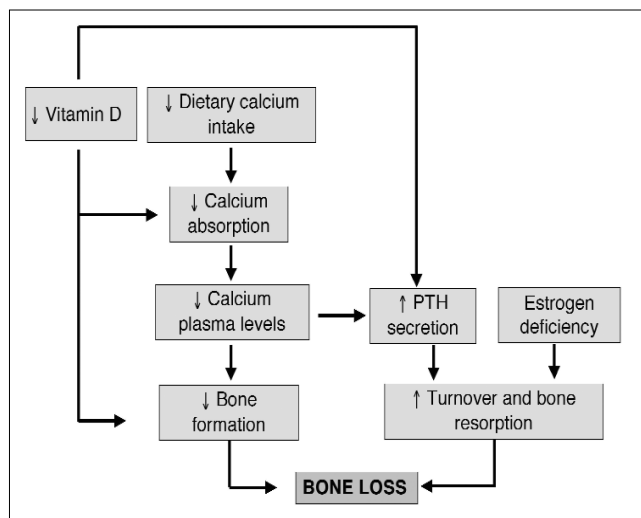 ↓ Vitamin D
↓ Dietary calcium
intake
↓ Calcium
absorption
↓ Calcium
plasma levels
↑ PTH
secretion
Estrogen
deficiency
↓ Bone
formation
↑ Turnover and bone
resorption
BONE LOSS